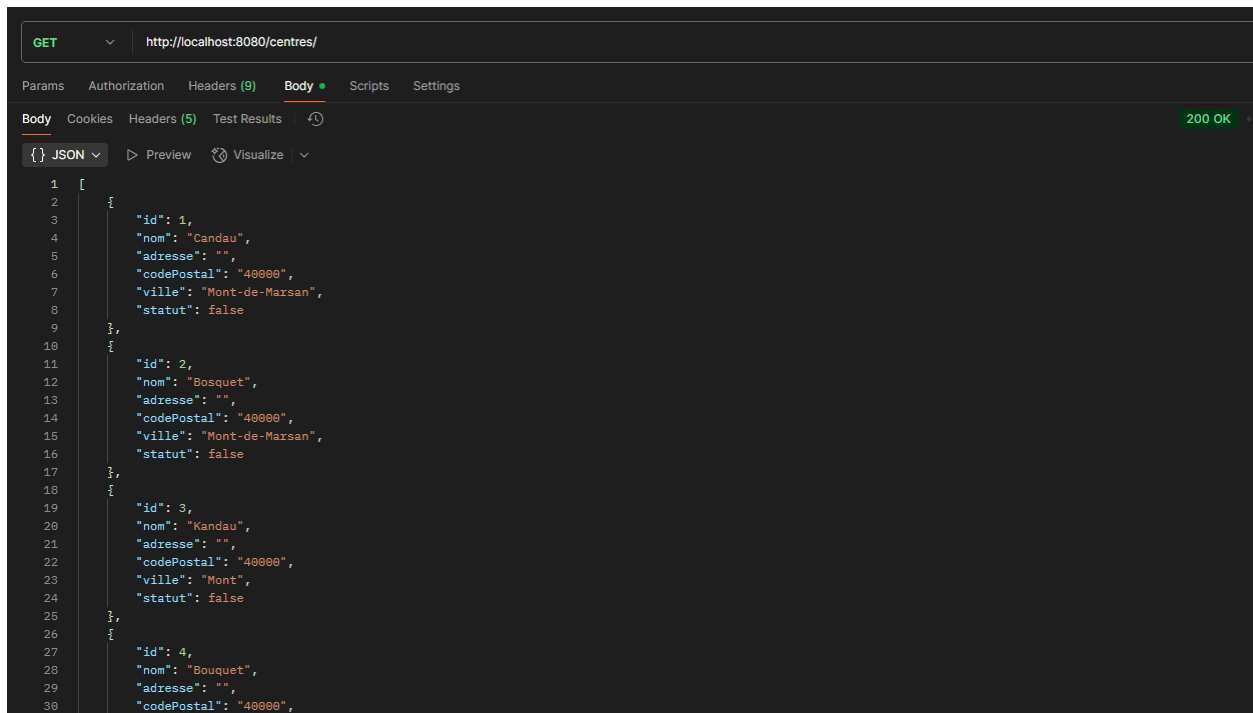 GET http://localhost:8080/centres/
Params Authorization Headers (9) Body Scripts Settings
Body Cookies Headers (5) Test Results 200 OK
{} JSON Preview Visualize
1 [
2 {
3 "id": 1,
4 "nom": "Candau",
5 "adresse": "",
6 "codePostal": "40000",
7 "ville": "Mont-de-Marsan",
8 "statut": false
9 },
10 {
11 "id": 2,
12 "nom": "Bosquet",
13 "adresse": "",
14 "codePostal": "40000",
15 "ville": "Mont-de-Marsan",
16 "statut": false
17 },
18 {
19 "id": 3,
20 "nom": "Kandau",
21 "adresse": "",
22 "codePostal": "40000",
23 "ville": "Mont",
24 "statut": false
25 },
26 {
27 "id": 4,
28 "nom": "Bouquet",
29 "adresse": "",
30 "codePostal": "40000",